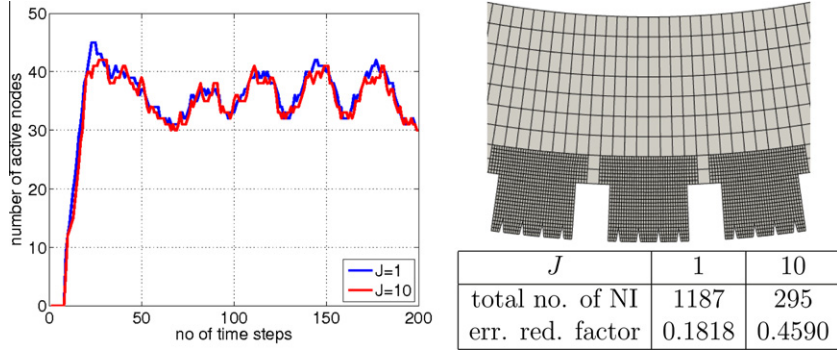 50
40
30
20
10
0
number of active nodes
J=1
J=10
0 50 100 150 200
no of time steps
J 1 10
total no. of NI 1187 295
err. red. factor 0.1818 0.4590